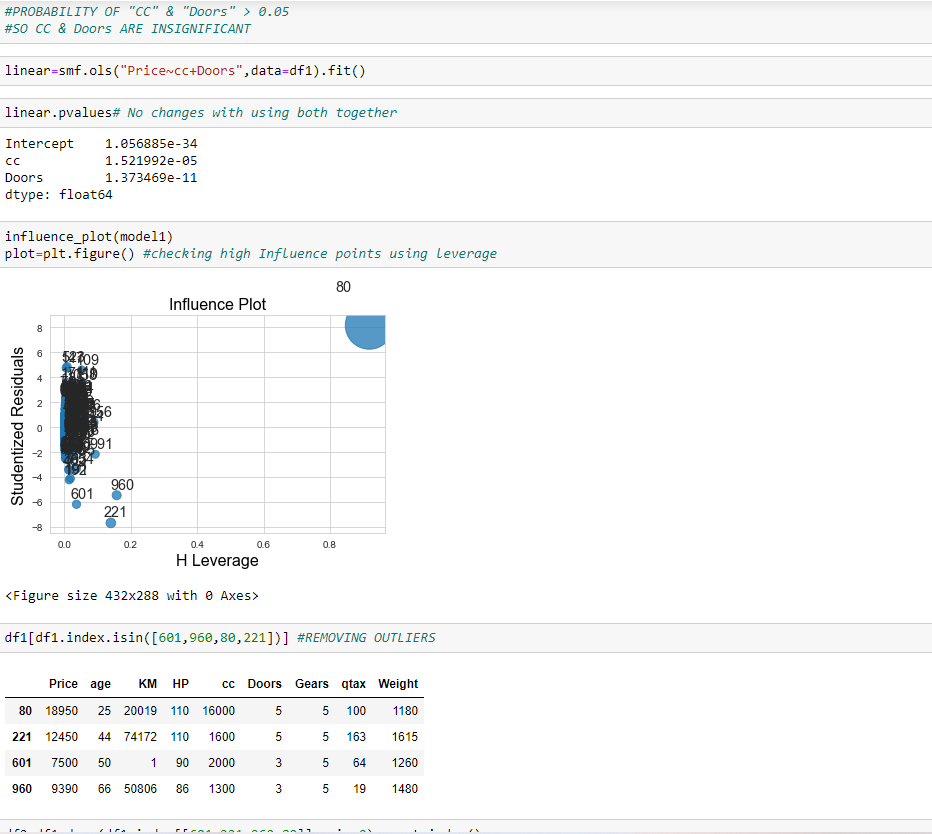 #PROBABILITY OF "CC" & "Doors" > 0.05
#SO CC & Doors ARE INSIGNIFICANT
linear=smf.ols("Price~cc+Doors",data=df1).fit()
linear.pvalues# No changes with using both together
Intercept 1.056885e-34
cc 1.521992e-05
Doors 1.373469e-11
dtype: float64
influence_plot(model1)
plot=plt.figure() #checking high Influence points using leverage
80
Influence Plot
8
6
4
2
0
−2
−4
−6
−8
Studentized Residuals
109
991
960
601
221
0.0 0.2 0.4 0.6 0.8
H Leverage
<Figure size 432x288 with 0 Axes>
df1[df1.index.isin([601,960,80,221])] #REMOVING OUTLIERS
Price age KM HP cc Doors Gears qtax Weight
80 18950 25 20019 110 16000 5 5 100 1180
221 12450 44 74172 110 1600 5 5 163 1615
601 7500 50 1 90 2000 3 5 64 1260
960 9390 66 50806 86 1300 3 5 19 1480